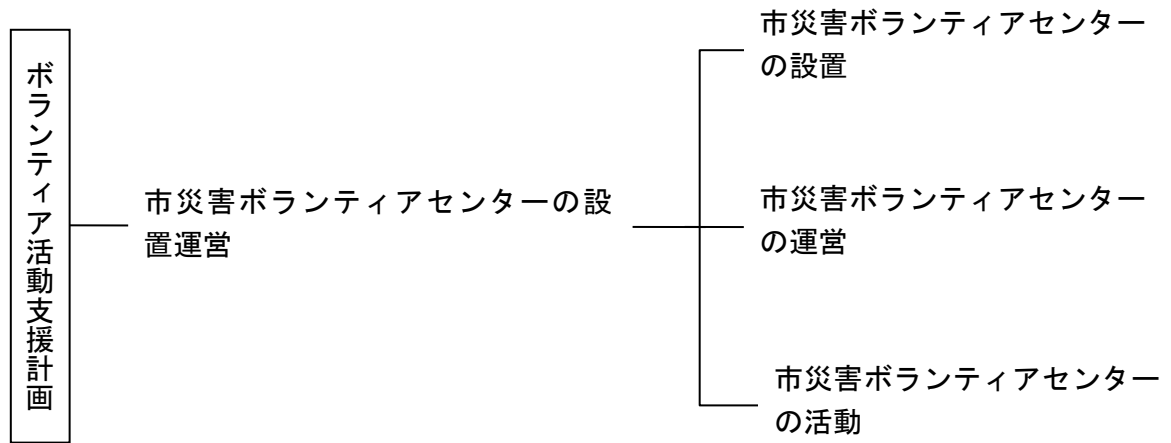 ボランティア活動支援計画
市災害ボランティアセンターの設
置運営
市災害ボランティアセンター
の設置
市災害ボランティアセンター
の運営
市災害ボランティアセンター
の活動